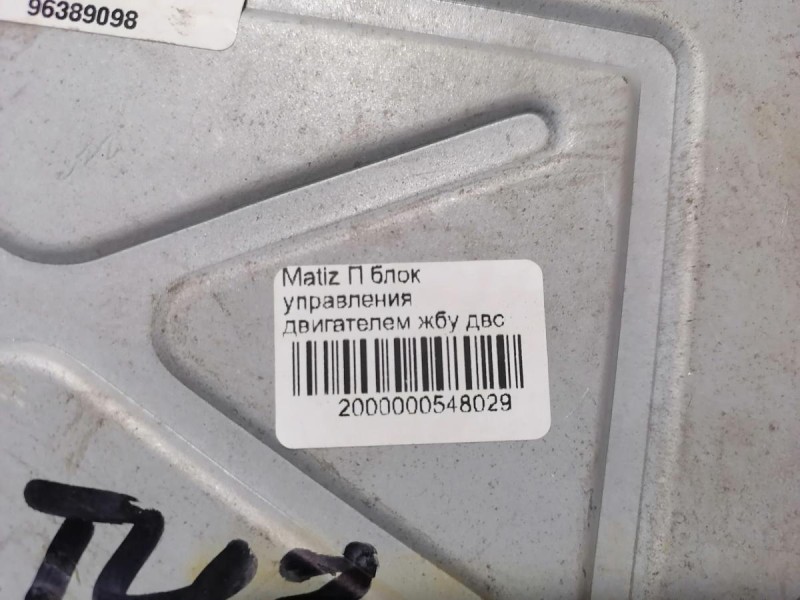 96389098
Matiz П блок
управления
двигателем жбу двс
2000000548029